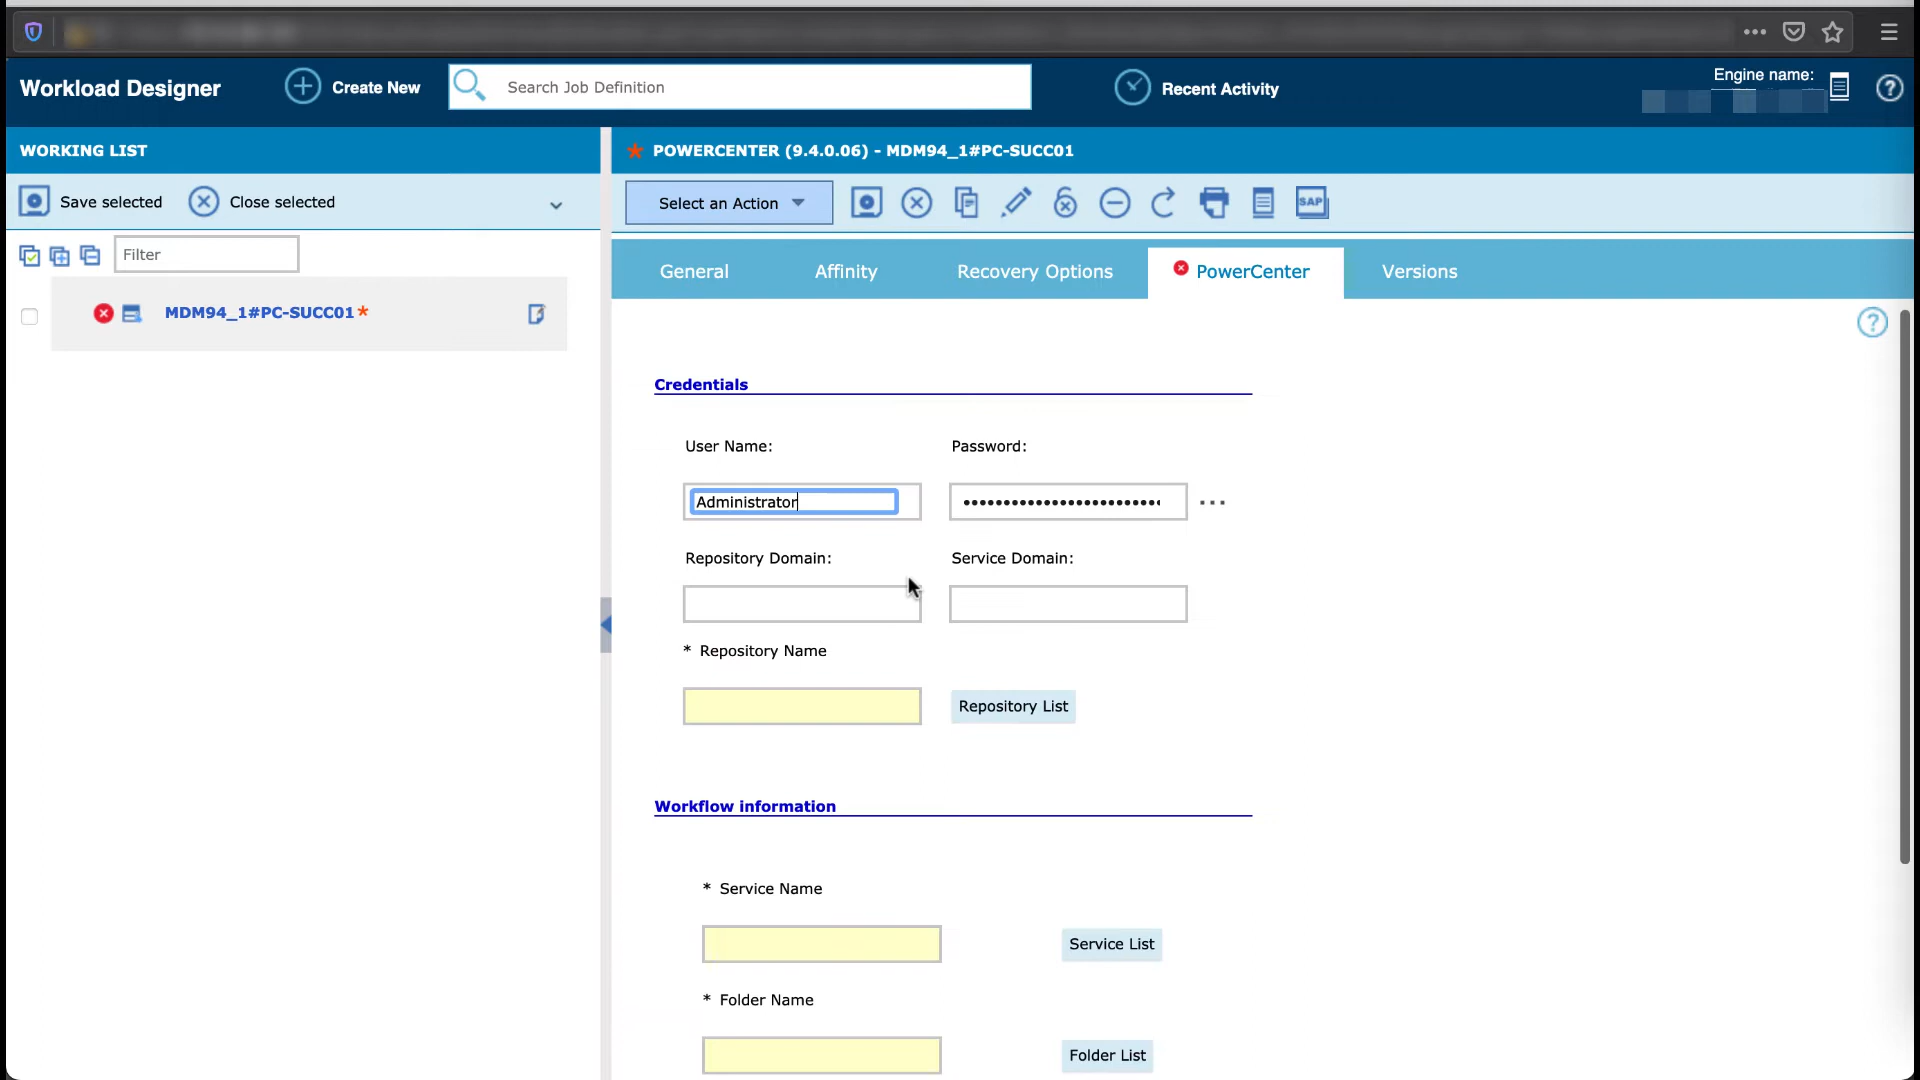 Workload Designer
Create New
Search Job Definition
Recent Activity
Engine name:
WORKING LIST
* POWERCENTER (9.4.0.06) - MDM94_1#PC-SUCC01
Save selected
Close selected
Select an Action
SAP
Filter
General
Affinity
Recovery Options
PowerCenter
Versions
MDM94_1#PC-SUCC01*
Credentials
User Name:
Password:
Administrator
•••••••••••••••••••••••••
Repository Domain:
Service Domain:
* Repository Name
Repository List
Workflow information
* Service Name
Service List
* Folder Name
Folder List